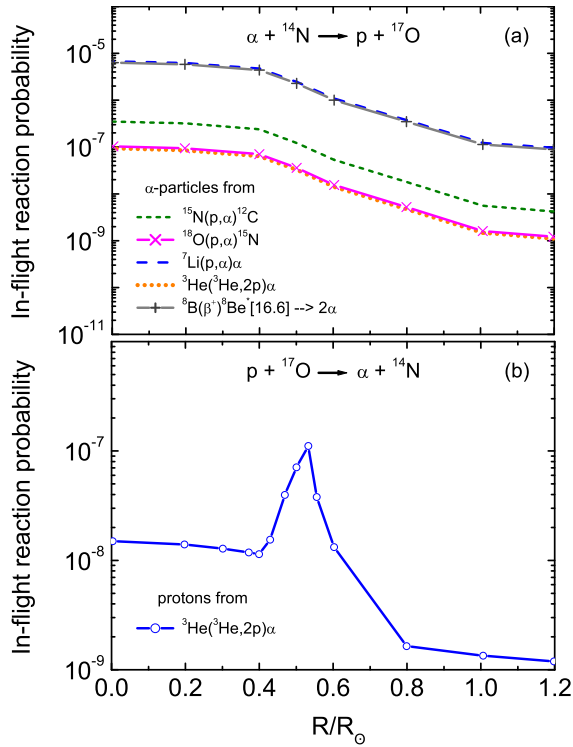 α + ¹⁴N ⟶ p + ¹⁷O (a)
In-flight reaction probability
10⁻⁵
10⁻⁷
10⁻⁹
10⁻¹¹
α-particles from
¹⁵N(p,α)¹²C
¹⁸O(p,α)¹⁵N
⁷Li(p,α)α
³He(³He,2p)α
⁸B(β⁺)⁸Be*[16.6] --> 2α
p + ¹⁷O ⟶ α + ¹⁴N (b)
In-flight reaction probability
10⁻⁷
10⁻⁸
10⁻⁹
protons from
³He(³He,2p)α
0.0 0.2 0.4 0.6 0.8 1.0 1.2
R/R⊙